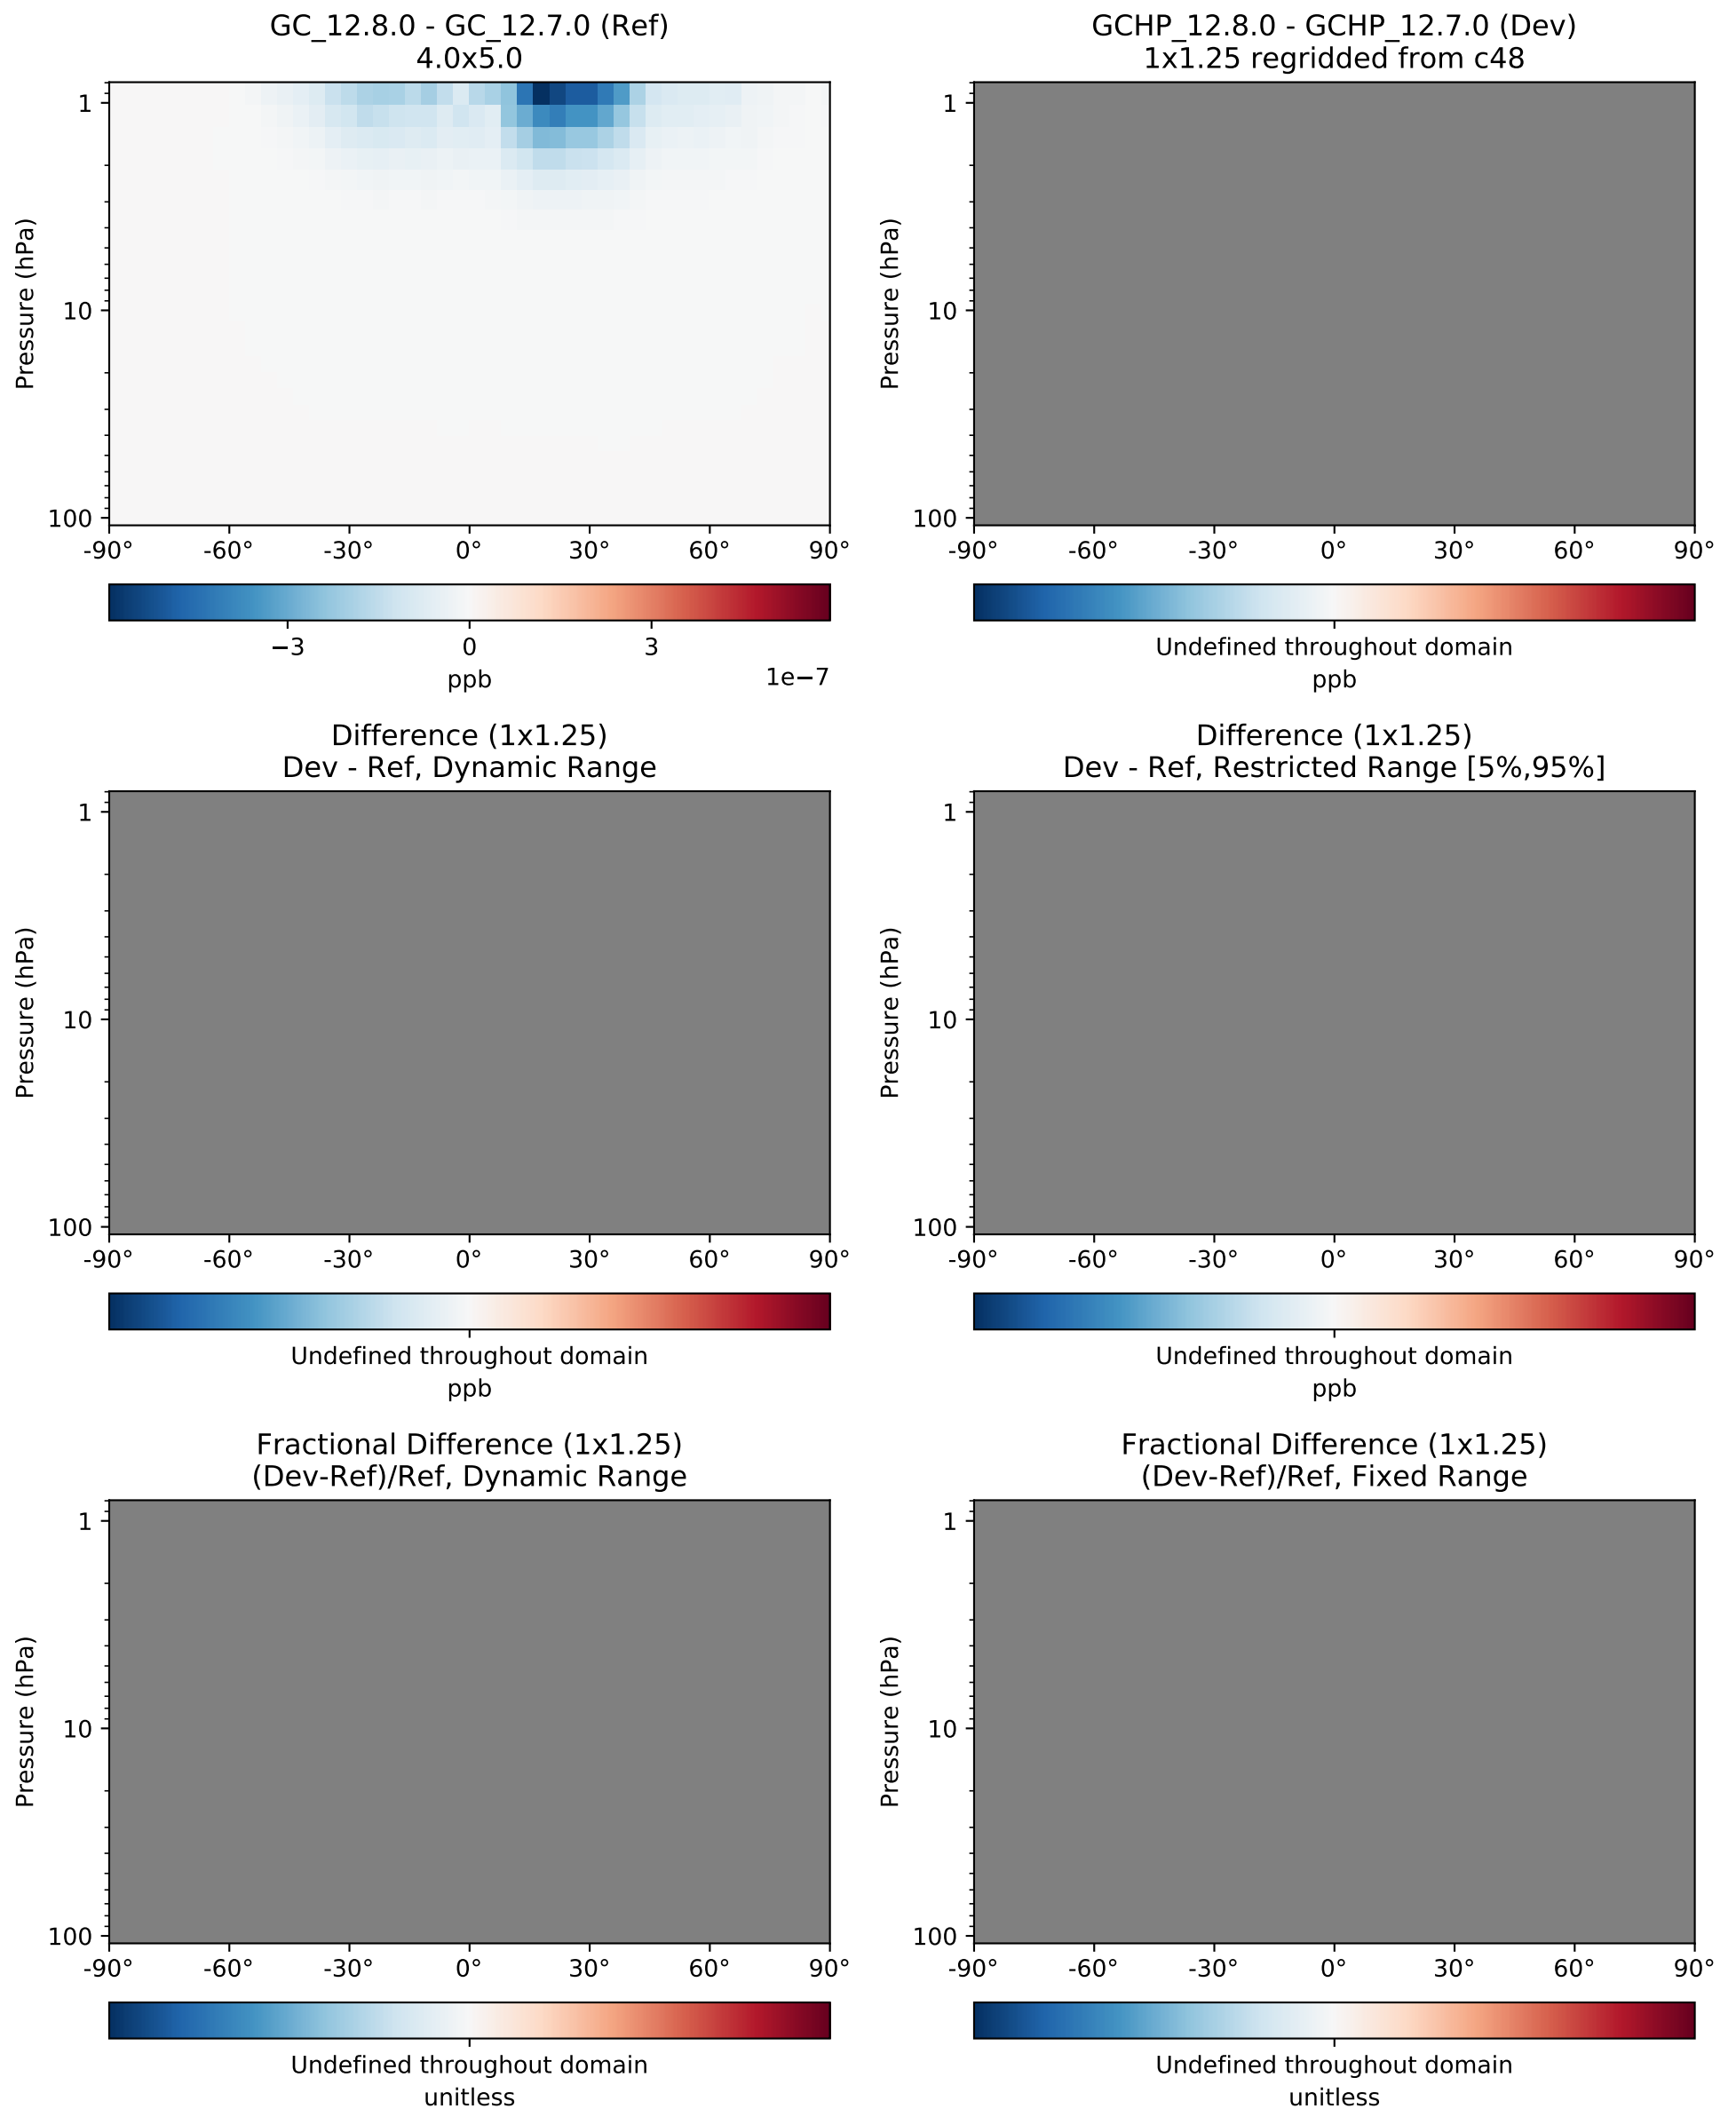 GC_12.8.0 - GC_12.7.0 (Ref)
4.0x5.0
Pressure (hPa)
1
10
100
-90° -60° -30° 0° 30° 60° 90°
−3 0 3
ppb
1e−7
GCHP_12.8.0 - GCHP_12.7.0 (Dev)
1x1.25 regridded from c48
Pressure (hPa)
1
10
100
-90° -60° -30° 0° 30° 60° 90°
Undefined throughout domain
ppb
Difference (1x1.25)
Dev - Ref, Dynamic Range
Pressure (hPa)
1
10
100
-90° -60° -30° 0° 30° 60° 90°
Undefined throughout domain
ppb
Difference (1x1.25)
Dev - Ref, Restricted Range [5%,95%]
Pressure (hPa)
1
10
100
-90° -60° -30° 0° 30° 60° 90°
Undefined throughout domain
ppb
Fractional Difference (1x1.25)
(Dev-Ref)/Ref, Dynamic Range
Pressure (hPa)
1
10
100
-90° -60° -30° 0° 30° 60° 90°
Undefined throughout domain
unitless
Fractional Difference (1x1.25)
(Dev-Ref)/Ref, Fixed Range
Pressure (hPa)
1
10
100
-90° -60° -30° 0° 30° 60° 90°
Undefined throughout domain
unitless